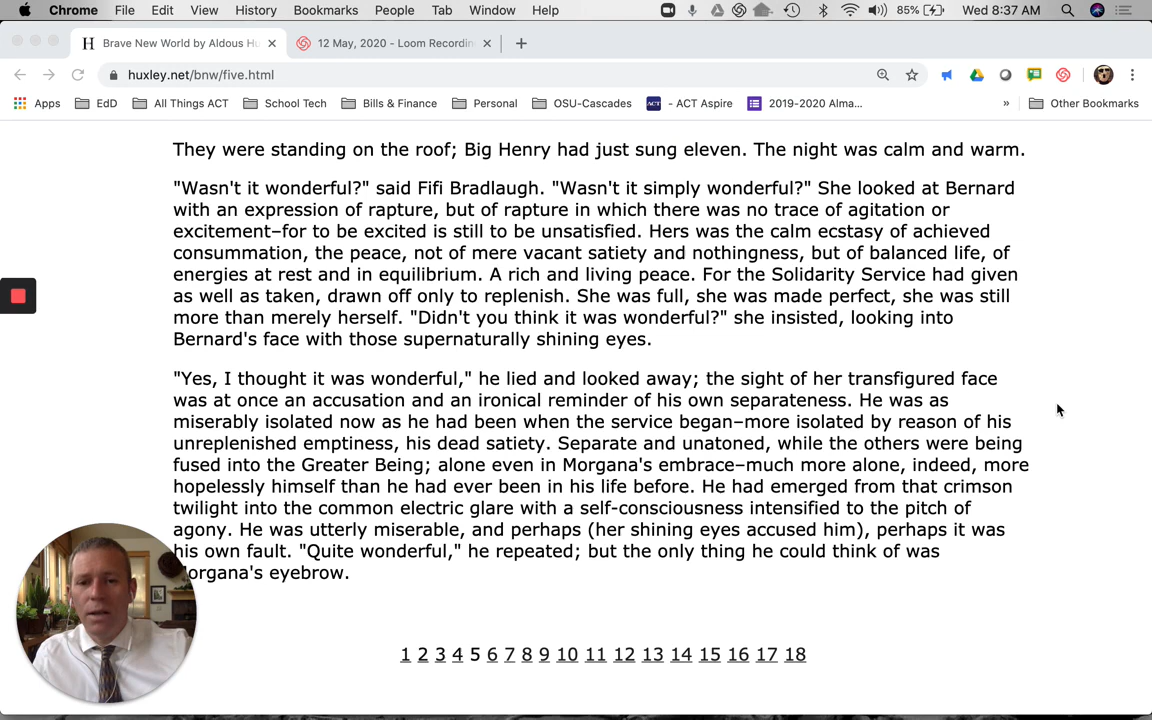 Chrome File Edit View History Bookmarks People Tab Window Help 85% Wed 8:37 AM
H Brave New World by Aldous Hu 12 May, 2020 - Loom Recordin
huxley.net/bnw/five.html
Apps EdD All Things ACT School Tech Bills & Finance Personal OSU-Cascades ACT - ACT Aspire 2019-2020 Alma... » Other Bookmarks
They were standing on the roof; Big Henry had just sung eleven. The night was calm and warm.
"Wasn't it wonderful?" said Fifi Bradlaugh. "Wasn't it simply wonderful?" She looked at Bernard
with an expression of rapture, but of rapture in which there was no trace of agitation or
excitement–for to be excited is still to be unsatisfied. Hers was the calm ecstasy of achieved
consummation, the peace, not of mere vacant satiety and nothingness, but of balanced life, of
energies at rest and in equilibrium. A rich and living peace. For the Solidarity Service had given
as well as taken, drawn off only to replenish. She was full, she was made perfect, she was still
more than merely herself. "Didn't you think it was wonderful?" she insisted, looking into
Bernard's face with those supernaturally shining eyes.
"Yes, I thought it was wonderful," he lied and looked away; the sight of her transfigured face
was at once an accusation and an ironical reminder of his own separateness. He was as
miserably isolated now as he had been when the service began–more isolated by reason of his
unreplenished emptiness, his dead satiety. Separate and unatoned, while the others were being
fused into the Greater Being; alone even in Morgana's embrace–much more alone, indeed, more
hopelessly himself than he had ever been in his life before. He had emerged from that crimson
twilight into the common electric glare with a self-consciousness intensified to the pitch of
agony. He was utterly miserable, and perhaps (her shining eyes accused him), perhaps it was
his own fault. "Quite wonderful," he repeated; but the only thing he could think of was
Morgana's eyebrow.
1 2 3 4 5 6 7 8 9 10 11 12 13 14 15 16 17 18